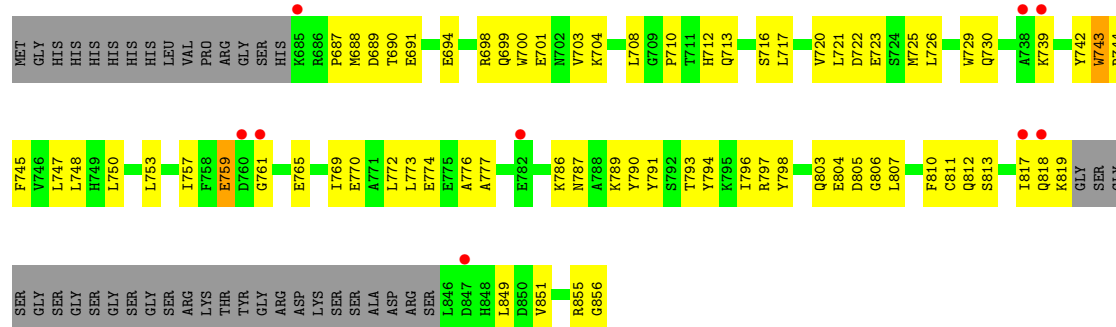 MET GLY HIS HIS HIS HIS HIS HIS LEU VAL PRO ARG GLY SER HIS K685 R686 P687 M688 D689 T690 E691 E694 R698 Q699 W700 E701 N702 V703 K704 L708 G709 P710 T711 H712 Q713 S716 L717 V720 L721 D722 E723 S724 M725 L726 W729 Q730 A738 K739 Y742 W743
F745 V746 L747 L748 H749 L750 L753 I757 F758 E759 D760 G761 E765 I769 E770 A771 L772 L773 E774 E775 A776 A777 E782 K786 N787 A788 K789 Y790 Y791 S792 T793 Y794 K795 I796 R797 Y798 Q803 E804 D805 G806 L807 F810 C811 Q812 S813 I817 Q818 K819 GLY SER
SER GLY SER GLY SER GLY SER GLY SER ARG LYS THR TYR GLY ARG ASP LYS SER SER ALA ASP ARG SER L846 D847 H848 L849 D850 V851 R855 G856